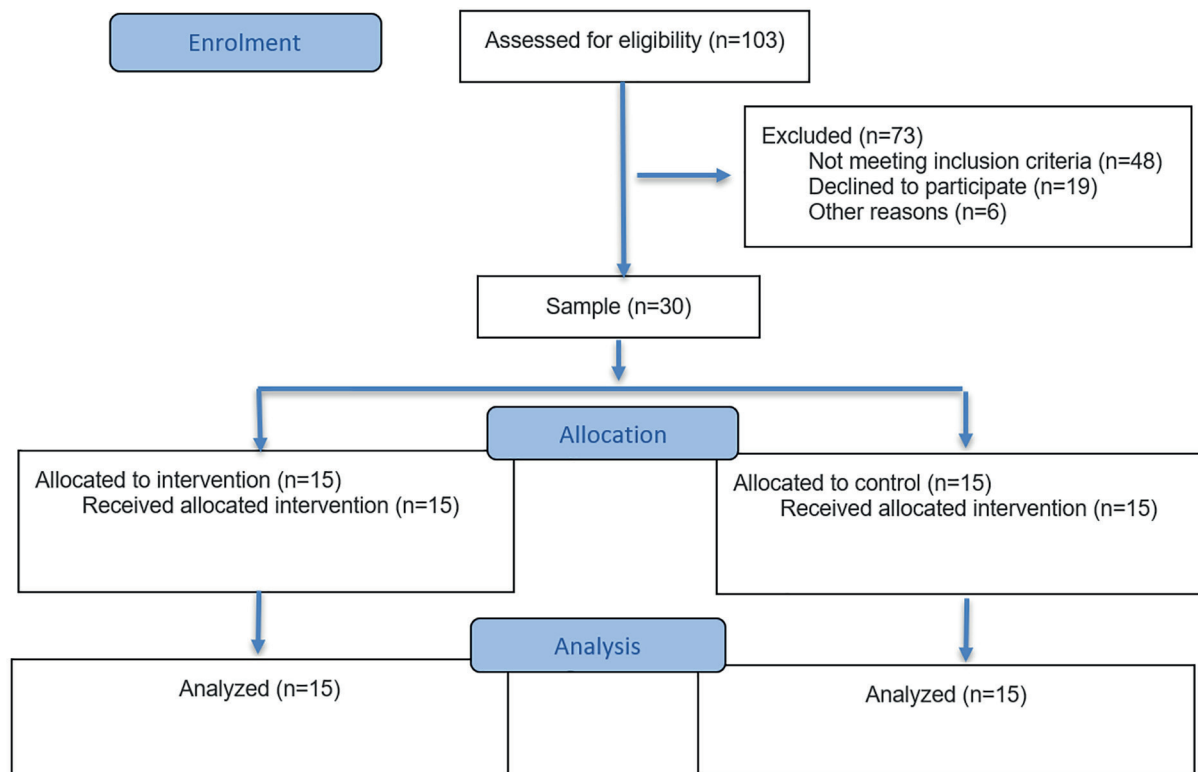 Enrolment
Assessed for eligibility (n=103)
Excluded (n=73)
Not meeting inclusion criteria (n=48)
Declined to participate (n=19)
Other reasons (n=6)
Sample (n=30)
Allocation
Allocated to intervention (n=15)
Received allocated intervention (n=15)
Allocated to control (n=15)
Received allocated intervention (n=15)
Analysis
Analyzed (n=15)
Analyzed (n=15)